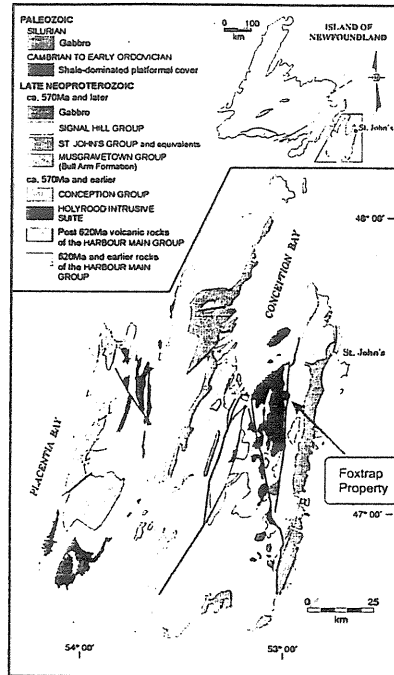 PALEOZOIC
SILURIAN
Gabbro
CAMBRIAN TO EARLY ORDOVICIAN
Shale-dominated platformal cover
LATE NEOPROTEROZOIC
ca. 570Ma and later
Gabbro
SIGNAL HILL GROUP
ST JOHN'S GROUP and equivalents
MUSGRAVETOWN GROUP
(Bull Arm Formation)
ca. 570Ma and earlier
CONCEPTION GROUP
HOLYROOD INTRUSIVE
SUITE
Post 620Ma volcanic rocks
of the HARBOUR MAIN GROUP
620Ma and earlier rocks
of the HARBOUR MAIN
GROUP
0 100
km
ISLAND OF
NEWFOUNDLAND
St. John's
48° 00'
CONCEPTION BAY
St. John's
PLACENTIA BAY
Foxtrap
Property
47° 00'
0 25
km
54° 00'
53° 00'